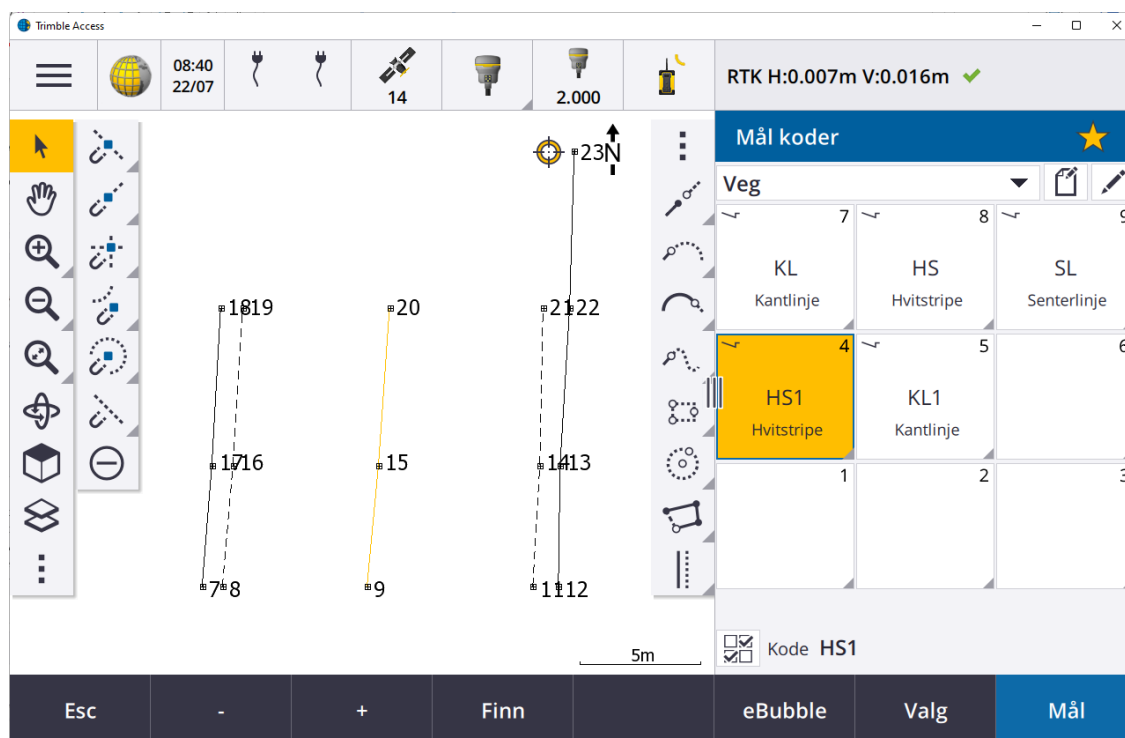 Trimble Access
08:40
22/07
14
2.000
RTK H:0.007m V:0.016m
Mål koder
Veg
7
KL
Kantlinje
8
HS
Hvitstripe
9
SL
Senterlinje
4
HS1
Hvitstripe
5
KL1
Kantlinje
6
1
2
3
Kode HS1
23
N
18 19
20
21 22
17 16
15
14 13
7 8
9
11 12
5m
Esc
-
+
Finn
eBubble
Valg
Mål